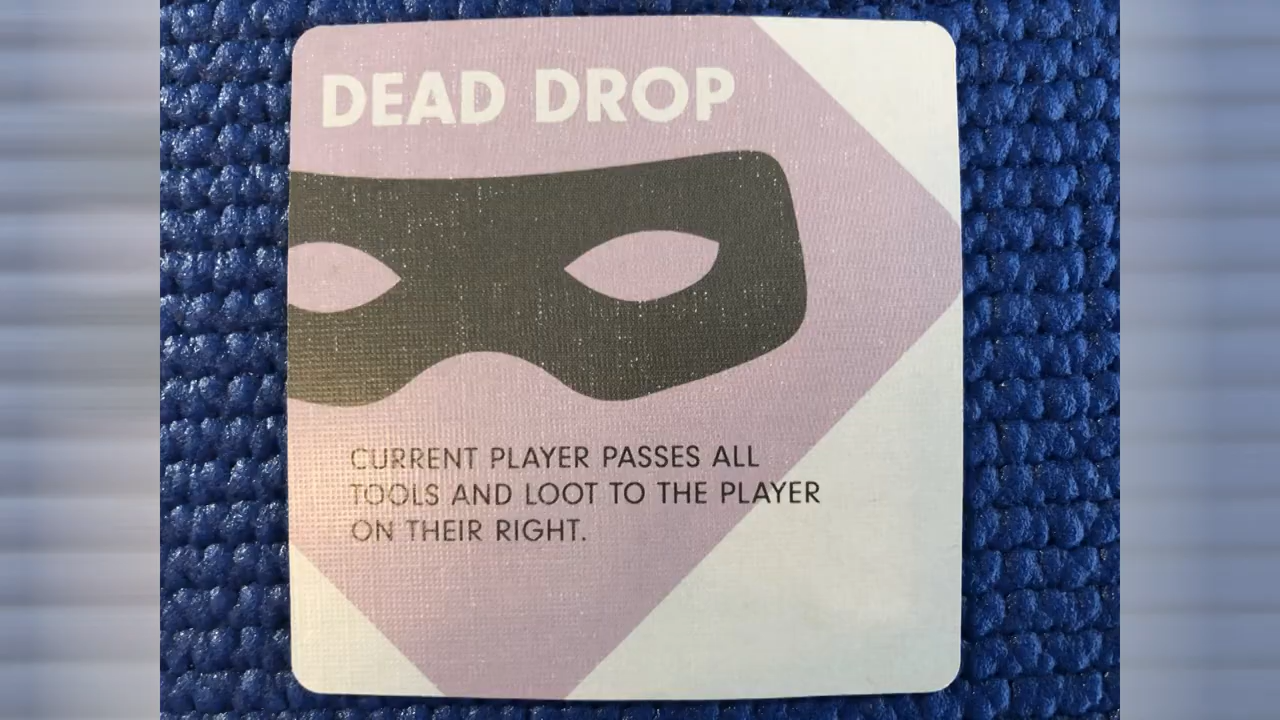 DEAD DROP
CURRENT PLAYER PASSES ALL
TOOLS AND LOOT TO THE PLAYER
ON THEIR RIGHT.